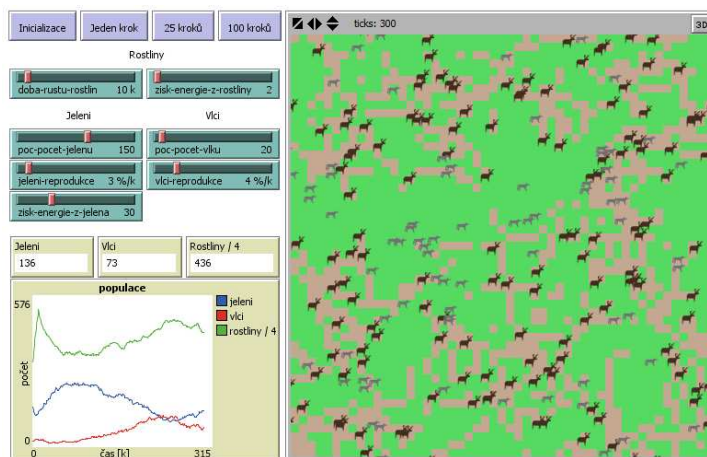 Inicializace Jeden krok 25 kroků 100 kroků
ticks: 300
3D
Rostliny
doba-rustu-rostlin 10 k zisk-energie-z-rostliny 2
Jeleni Vlci
poc-pocet-jelenu 150 poc-pocet-vlku 20
jeleni-reprodukce 3 %/k vlci-reprodukce 4 %/k
zisk-energie-z-jelena 30
Jeleni Vlci Rostliny / 4
136 73 436
populace
576
jeleni
vlci
rostliny / 4
počet
0
0 čas [k] 315